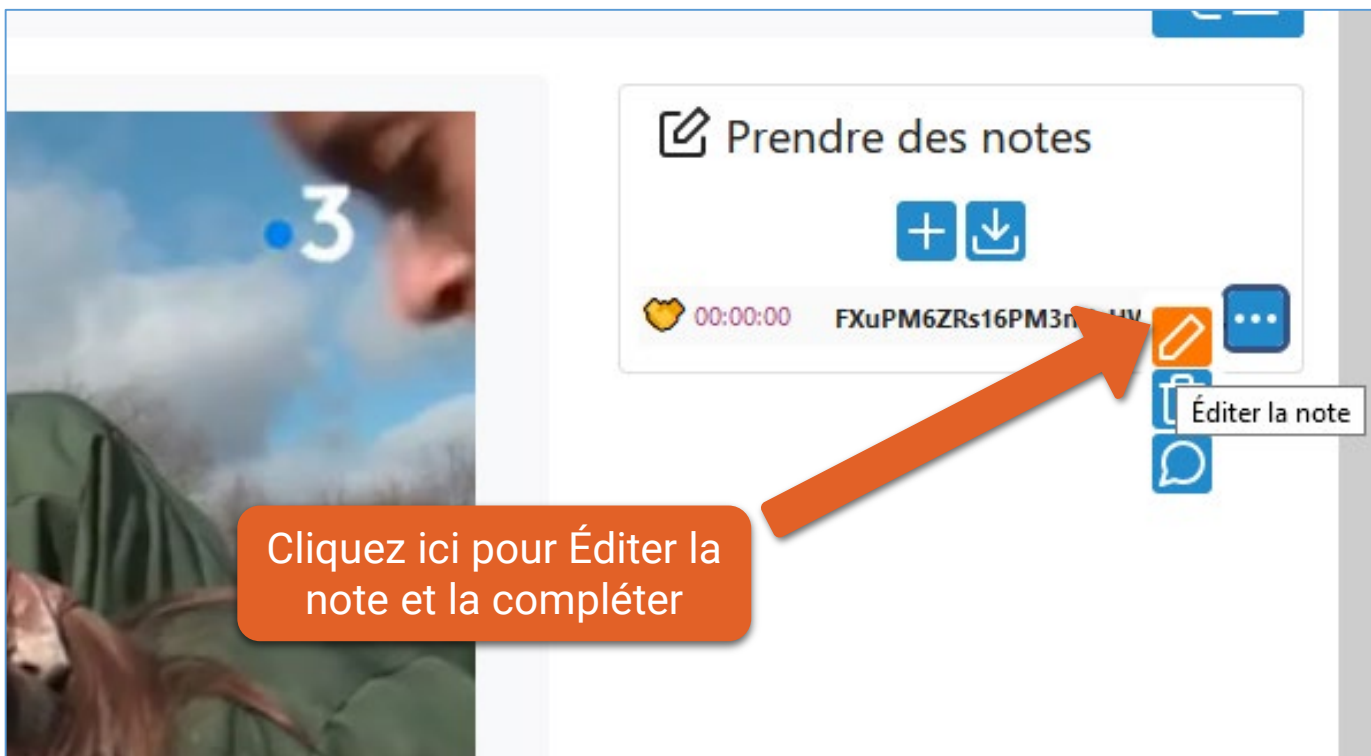 Prendre des notes
.3
00:00:00
Éditer la note
Cliquez ici pour Éditer la
note et la compléter